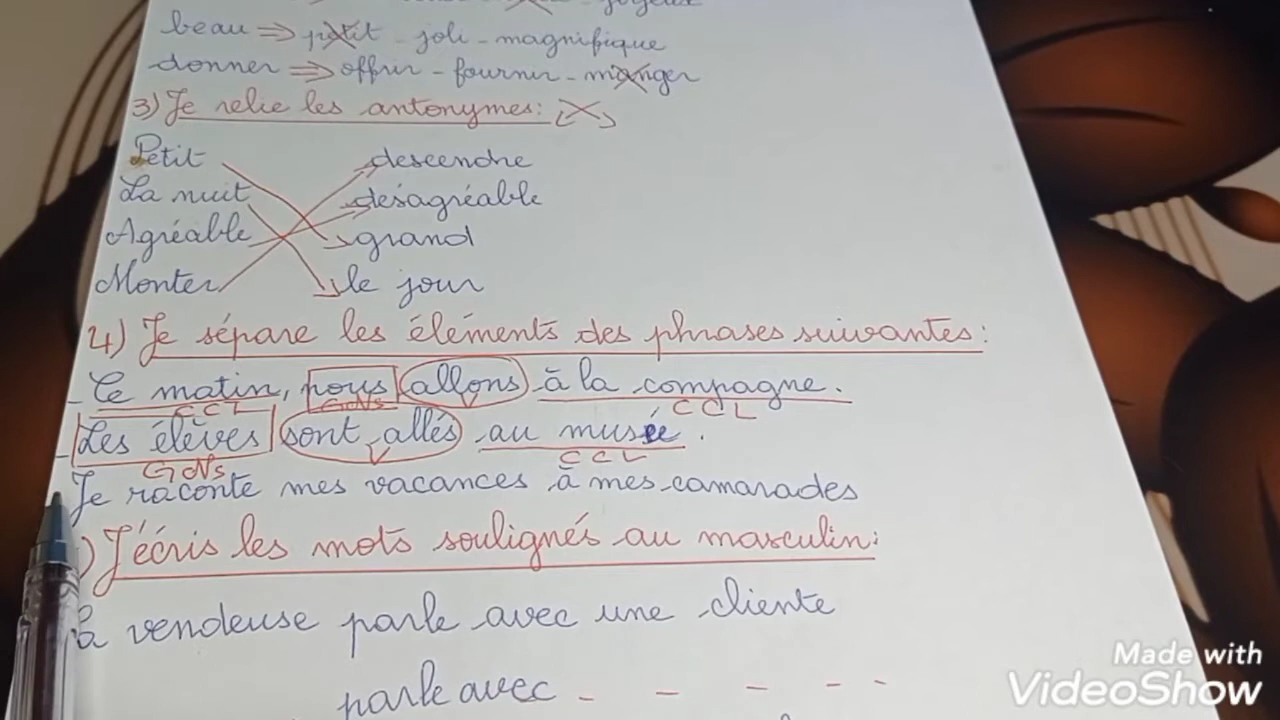 joyeux
beau ⇒ petit - joli - magnifique
donner ⇒ offrir - fournir - manger
3) Je relie les antonymes:
Petit descendre
La nuit désagréable
Agréable grand
Monter le jour
4) Je sépare les éléments des phrases suivantes:
- Ce matin, nous allons à la compagne.
CCL GNs V CCL
- Les élèves sont allés au musée.
GNs V CCL
Je raconte mes vacances à mes camarades
) J'écris les mots soulignés au masculin:
La vendeuse parle avec une cliente
parle avec - - - - -
Made with
VideoShow